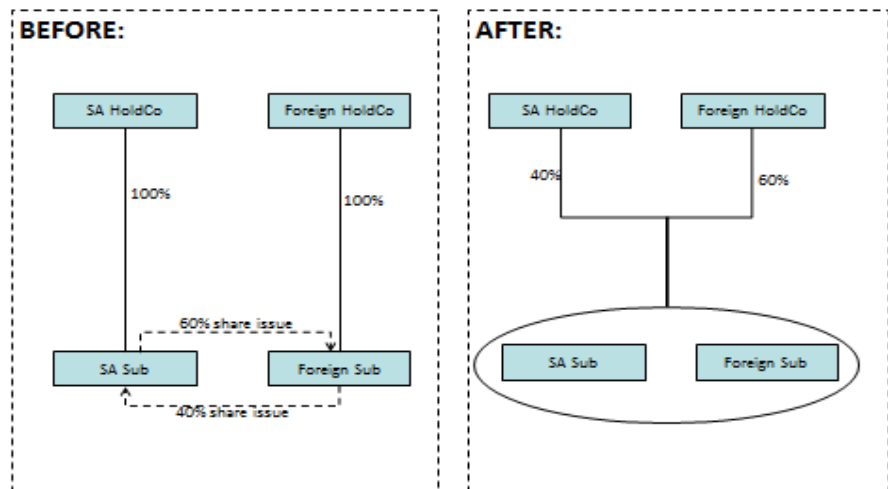 BEFORE:
SA HoldCo
Foreign HoldCo
100%
100%
60% share issue
SA Sub
Foreign Sub
40% share issue
AFTER:
SA HoldCo
Foreign HoldCo
40%
60%
SA Sub
Foreign Sub